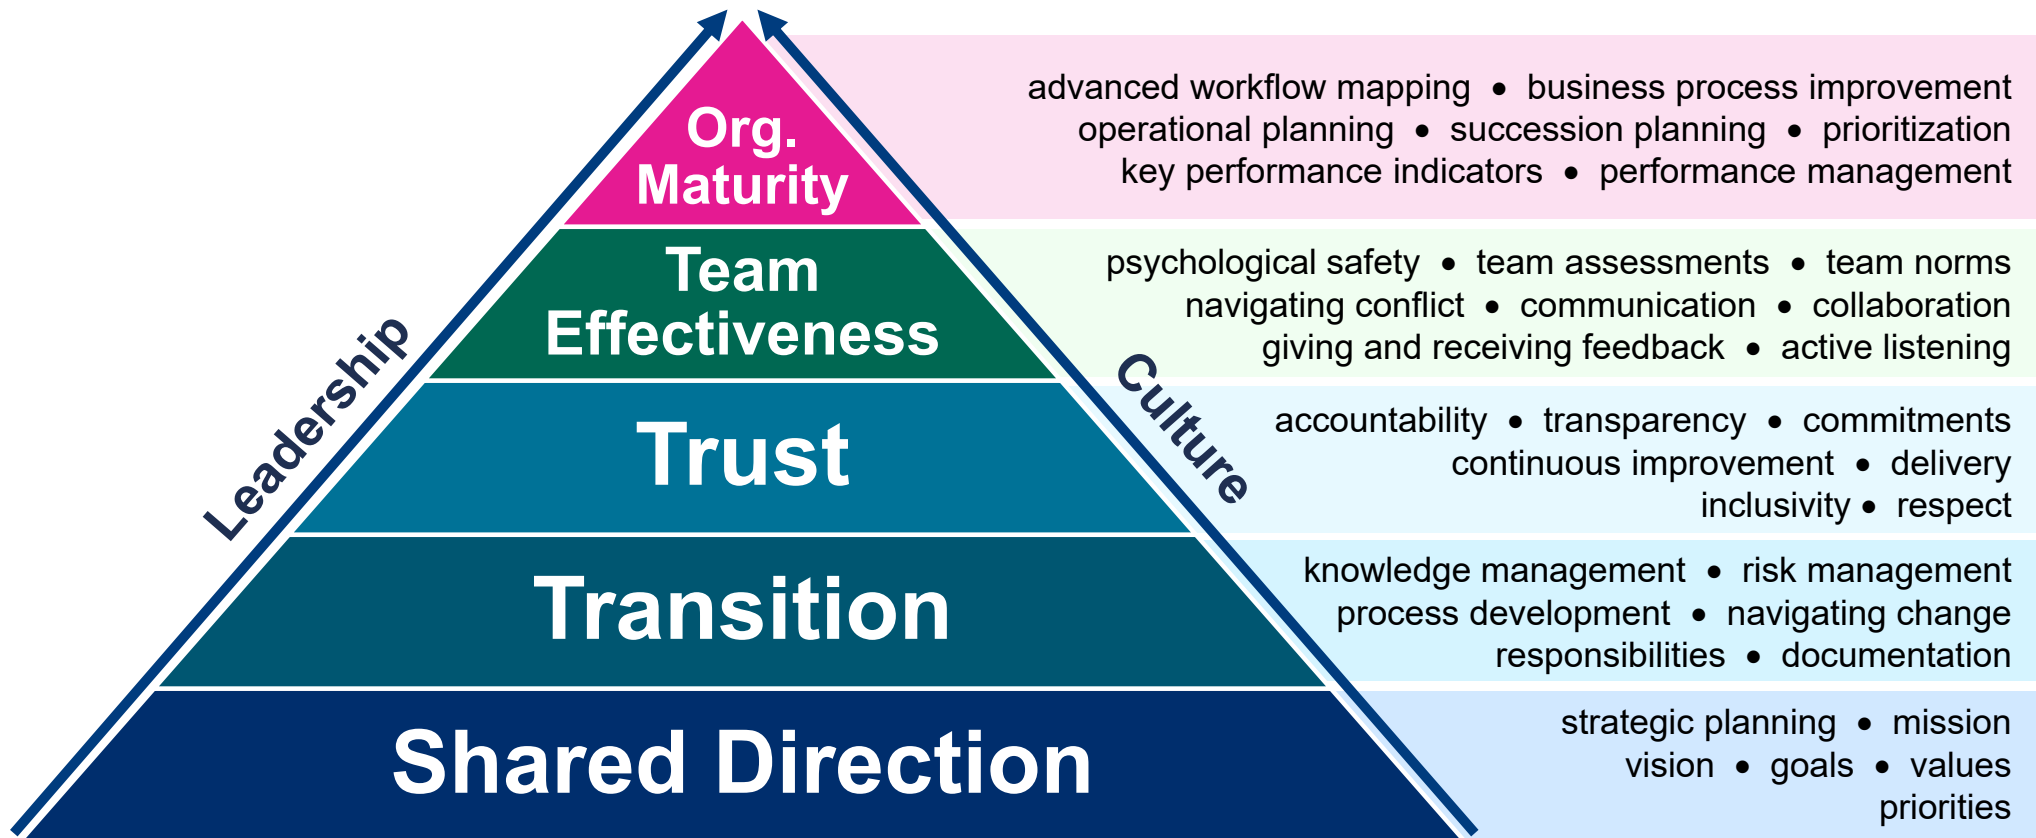 Org.
Maturity
advanced workflow mapping • business process improvement
operational planning • succession planning • prioritization
key performance indicators • performance management
Team
Effectiveness
psychological safety • team assessments • team norms
navigating conflict • communication • collaboration
giving and receiving feedback • active listening
Leadership
Culture
Trust
accountability • transparency • commitments
continuous improvement • delivery
inclusivity • respect
Transition
knowledge management • risk management
process development • navigating change
responsibilities • documentation
Shared Direction
strategic planning • mission
vision • goals • values
priorities